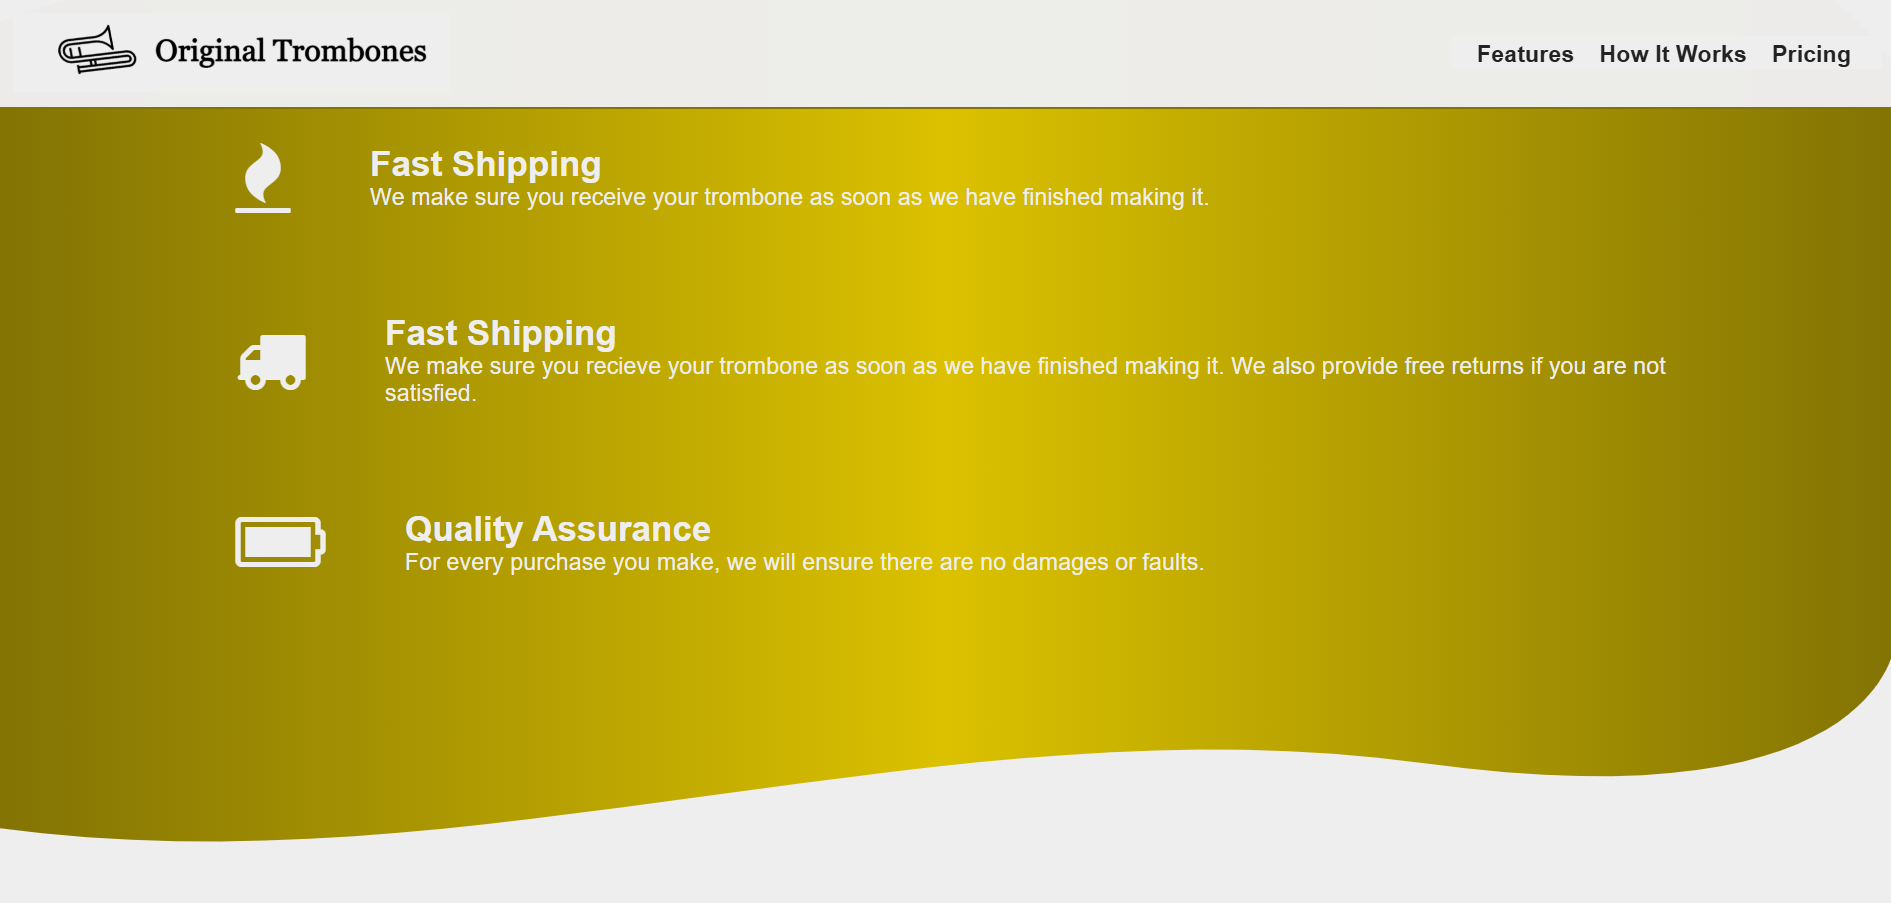 Original Trombones
Features How It Works Pricing
Fast Shipping
We make sure you receive your trombone as soon as we have finished making it.
Fast Shipping
We make sure you recieve your trombone as soon as we have finished making it. We also provide free returns if you are not
satisfied.
Quality Assurance
For every purchase you make, we will ensure there are no damages or faults.